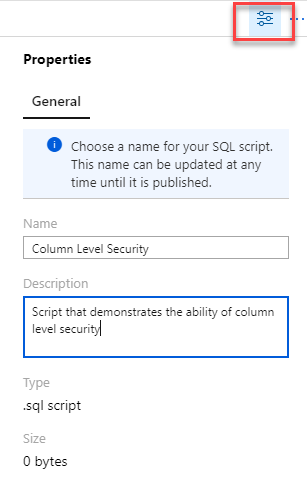 Properties
General
Choose a name for your SQL script.
This name can be updated at any
time until it is published.
Name
Column Level Security
Description
Script that demonstrates the ability of column
level security
Type
.sql script
Size
0 bytes